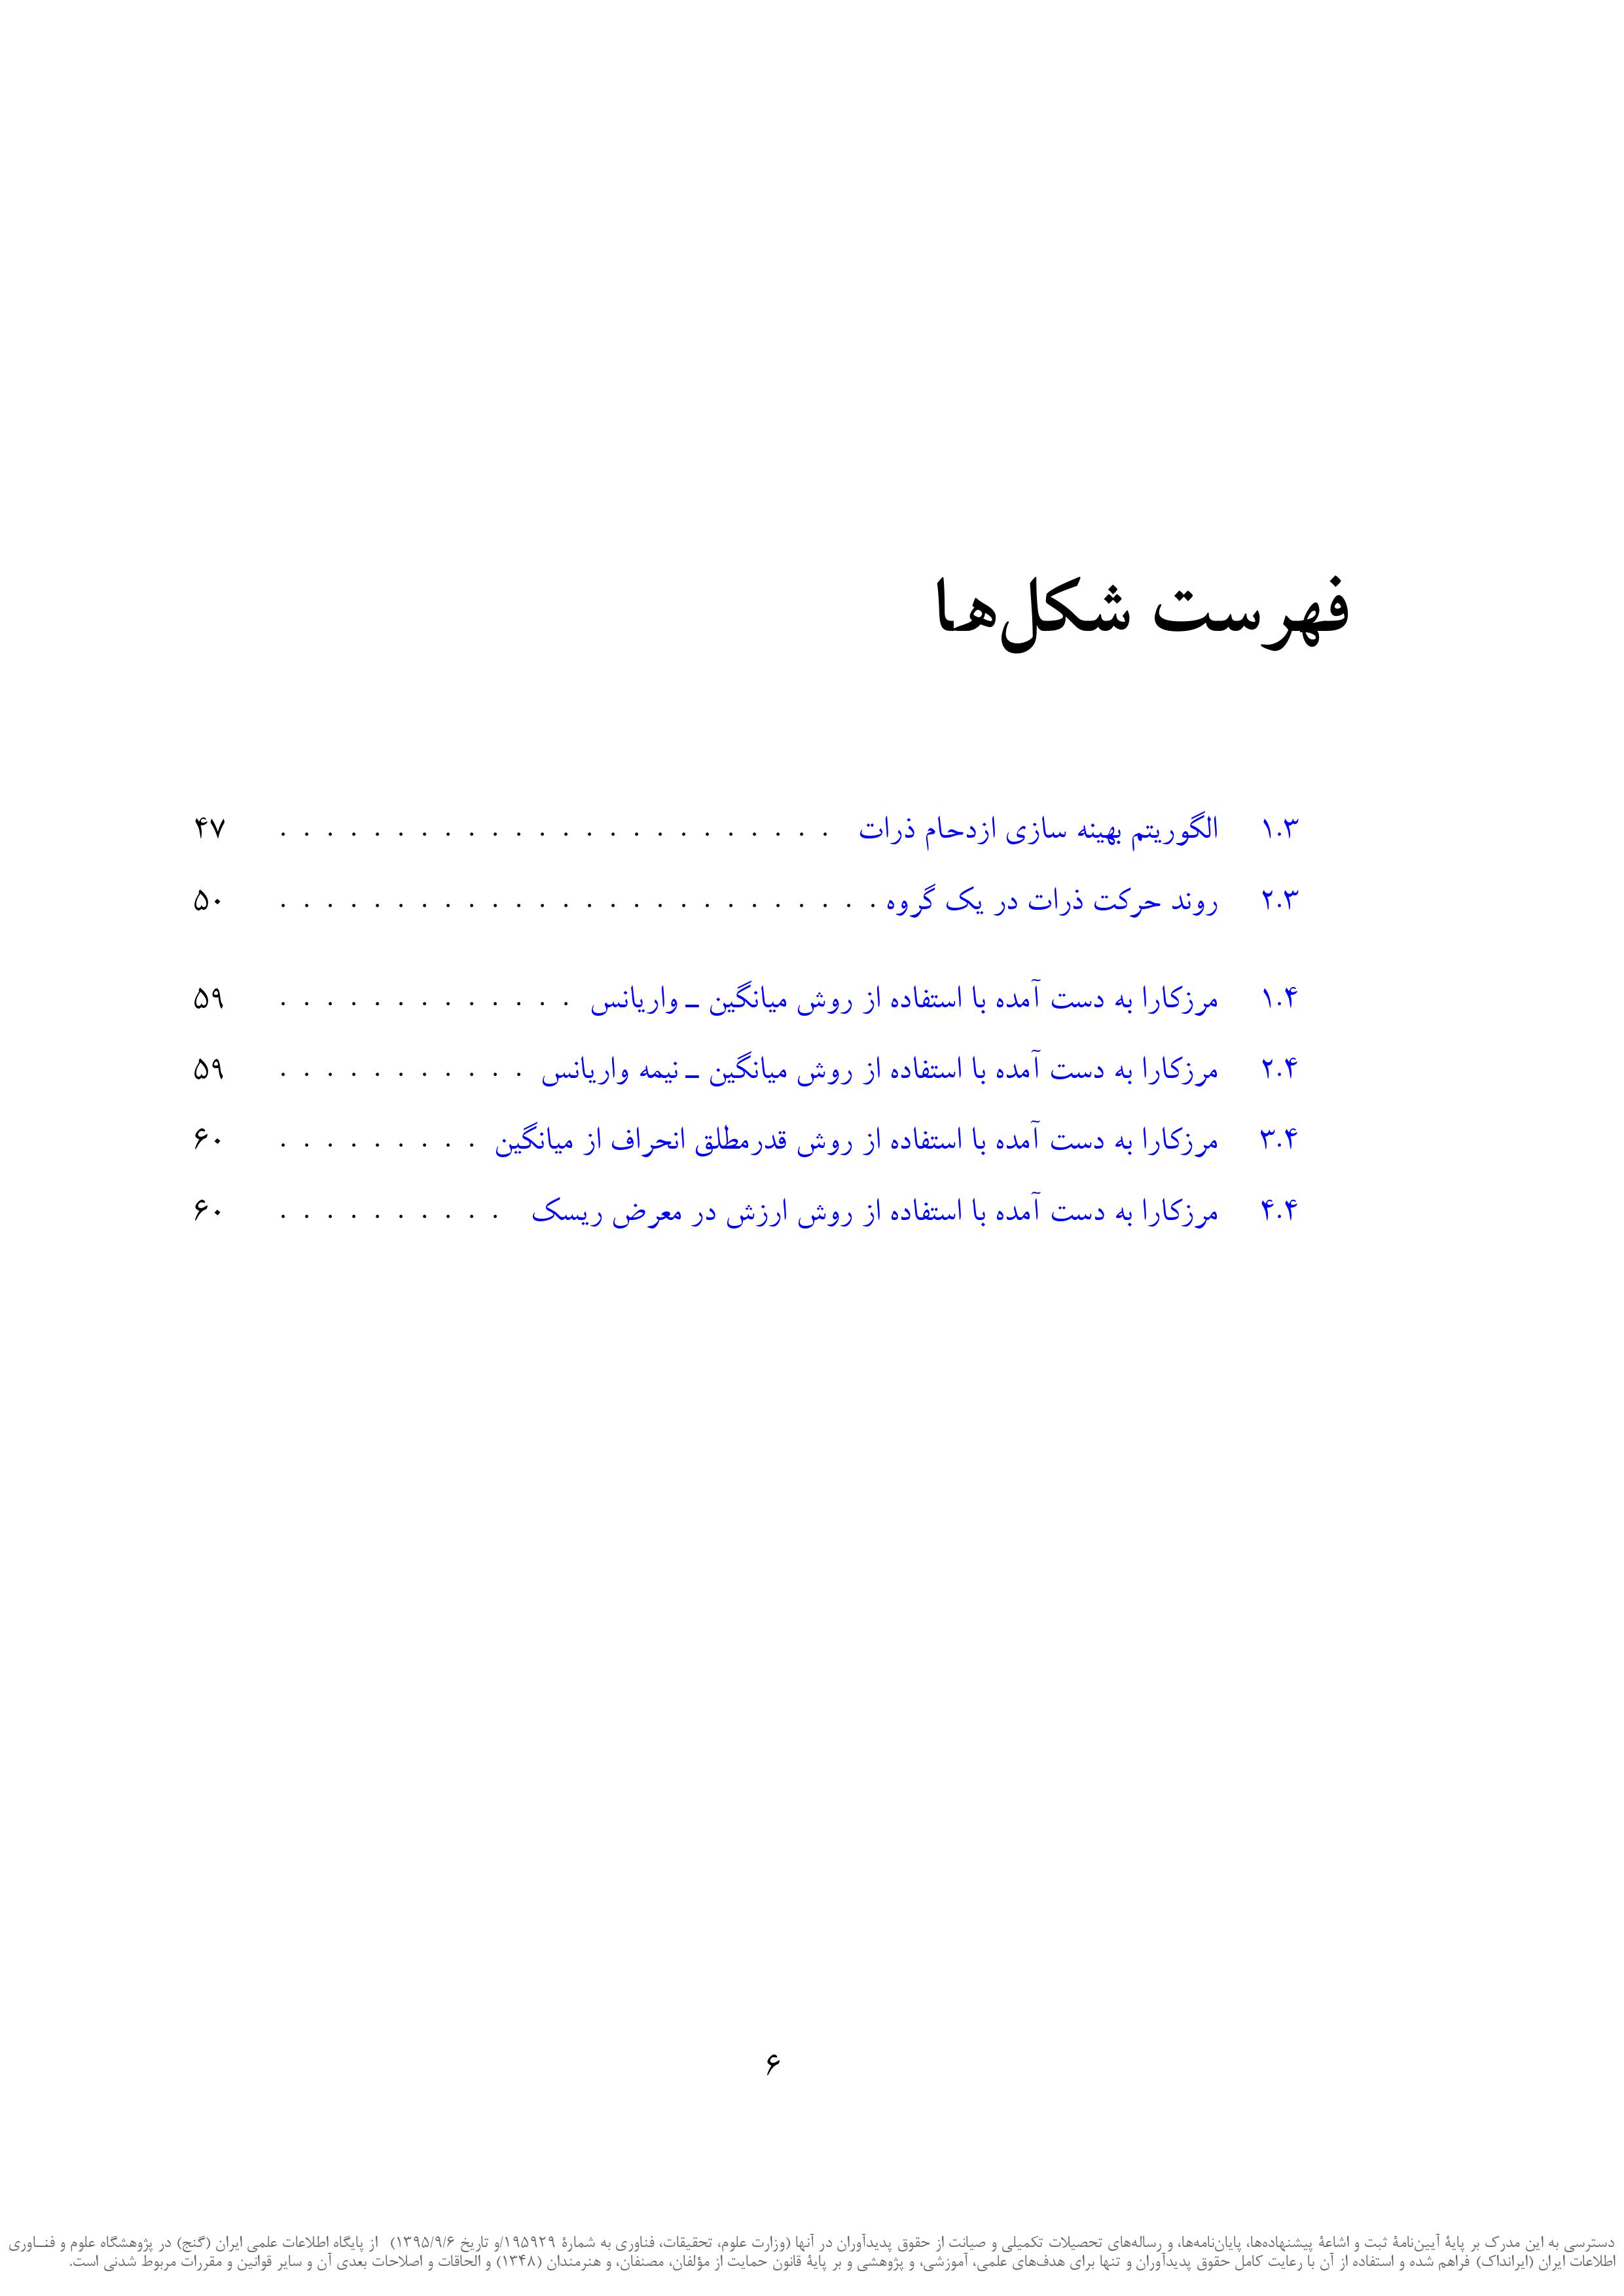 فهرست شکل‌ها
۱.۳ الگوریتم بهینه سازی ازدحام ذرات . . . . . . . . . . . . . . . . . . . . . . . . ۴۷
۲.۳ روند حرکت ذرات در یک گروه . . . . . . . . . . . . . . . . . . . . . . . . . . ۵۰
۱.۴ مرزکارا به دست آمده با استفاده از روش میانگین ـ واریانس . . . . . . . . . . . . . ۵۹
۲.۴ مرزکارا به دست آمده با استفاده از روش میانگین ـ نیمه واریانس . . . . . . . . . . . ۵۹
۳.۴ مرزکارا به دست آمده با استفاده از روش قدرمطلق انحراف از میانگین . . . . . . . . . ۶۰
۴.۴ مرزکارا به دست آمده با استفاده از روش ارزش در معرض ریسک . . . . . . . . . . ۶۰
۶
دسترسی به این مدرک بر پایهٔ آیین‌نامهٔ ثبت و اشاعهٔ پیشنهاده‌ها، پایان‌نامه‌ها، و رساله‌های تحصیلات تکمیلی و صیانت از حقوق پدیدآوران در آنها (وزارت علوم، تحقیقات، فناوری به شمارهٔ ۱۹۵۹۲۹/و تاریخ ۱۳۹۵/۹/۶) از پایگاه اطلاعات علمی ایران (گنج) در پژوهشگاه علوم و فنـــاوری
اطلاعات ایران (ایرانداک) فراهم شده و استفاده از آن با رعایت کامل حقوق پدیدآوران و تنها برای هدف‌های علمی، آموزشی، و پژوهشی و بر پایهٔ قانون حمایت از مؤلفان، مصنفان، و هنرمندان (۱۳۴۸) و الحاقات و اصلاحات بعدی آن و سایر قوانین و مقررات مربوط شدنی است.